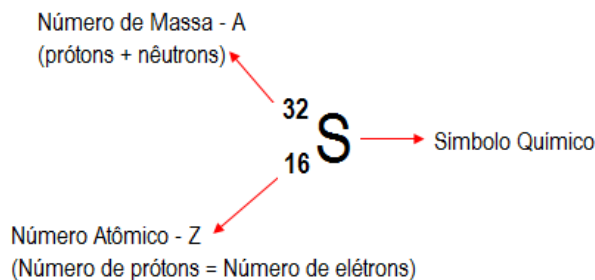 Número de Massa - A
(prótons + nêutrons)
32
S
16
Símbolo Químico
Número Atômico - Z
(Número de prótons = Número de elétrons)